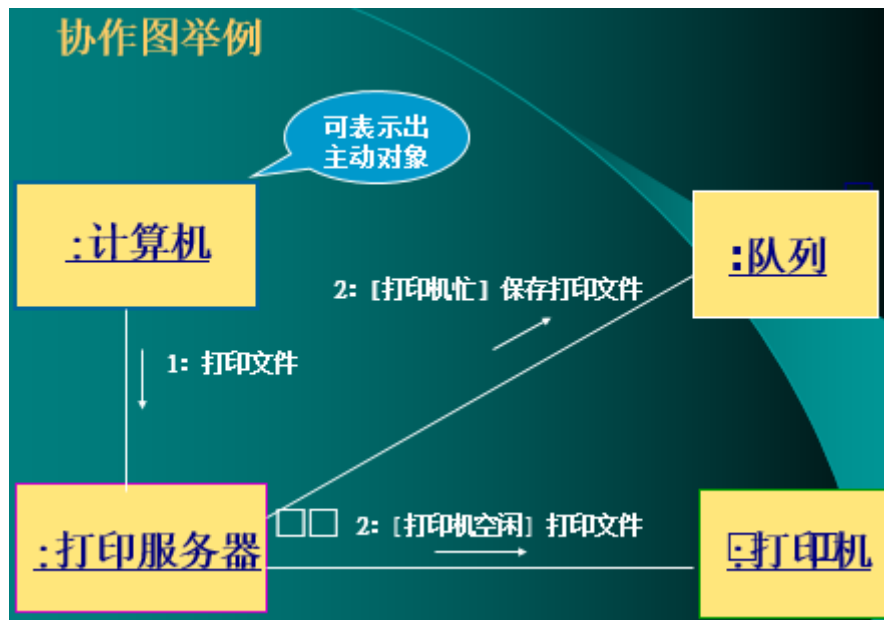 协作图举例
可表示出
主动对象
:计算机
:队列
2: [打印机忙] 保存打印文件
1: 打印文件
□□ 2: [打印机空闲] 打印文件
:打印服务器
:打印机